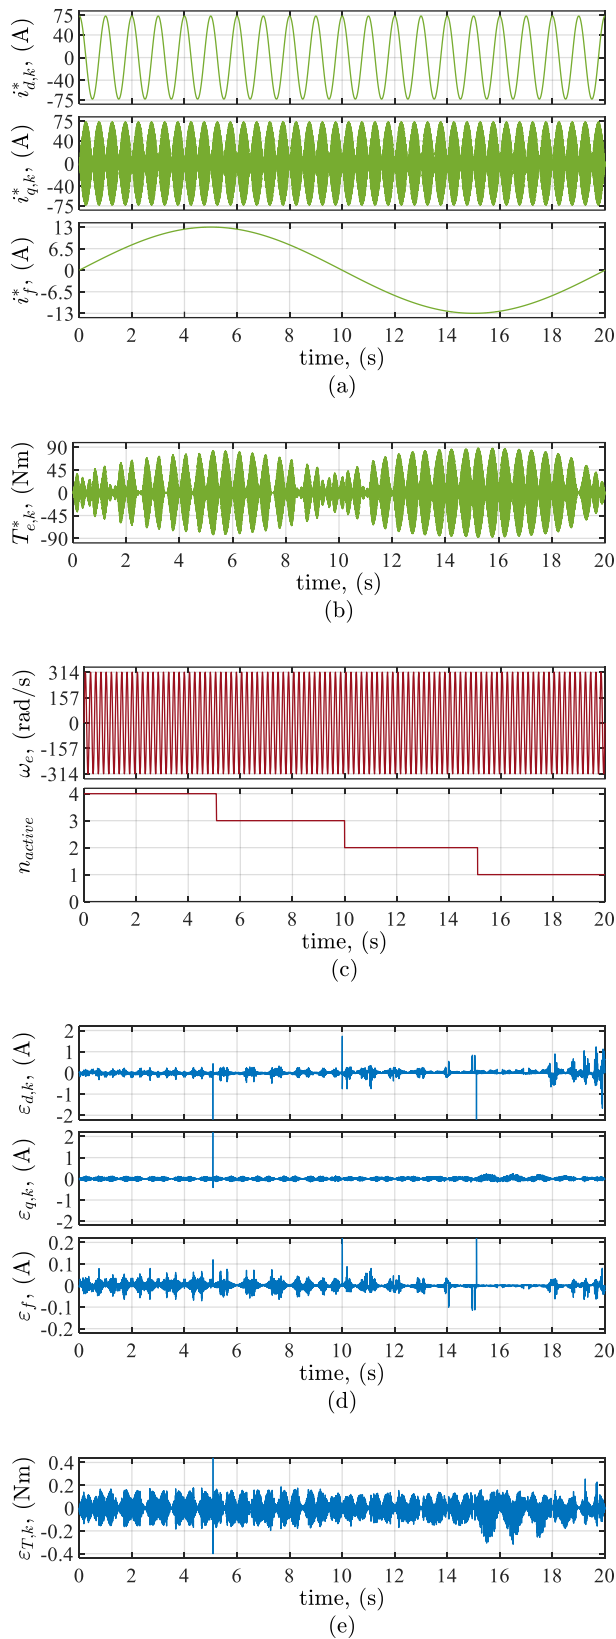 75
40
0
-40
-75
i*d,k, (A)
75
40
0
-40
-75
i*q,k, (A)
13
6.5
0
-6.5
-13
i*f, (A)
0 2 4 6 8 10 12 14 16 18 20
time, (s)
(a)
90
45
0
-45
-90
T*e,k, (Nm)
0 2 4 6 8 10 12 14 16 18 20
time, (s)
(b)
314
157
0
-157
-314
ωe, (rad/s)
4
3
2
1
0
nactive
0 2 4 6 8 10 12 14 16 18 20
time, (s)
(c)
2
1
0
-1
-2
εd,k, (A)
2
1
0
-1
-2
εq,k, (A)
0.2
0.1
0
-0.1
-0.2
εf, (A)
0 2 4 6 8 10 12 14 16 18 20
time, (s)
(d)
0.4
0.2
0
-0.2
-0.4
εT,k, (Nm)
0 2 4 6 8 10 12 14 16 18 20
time, (s)
(e)